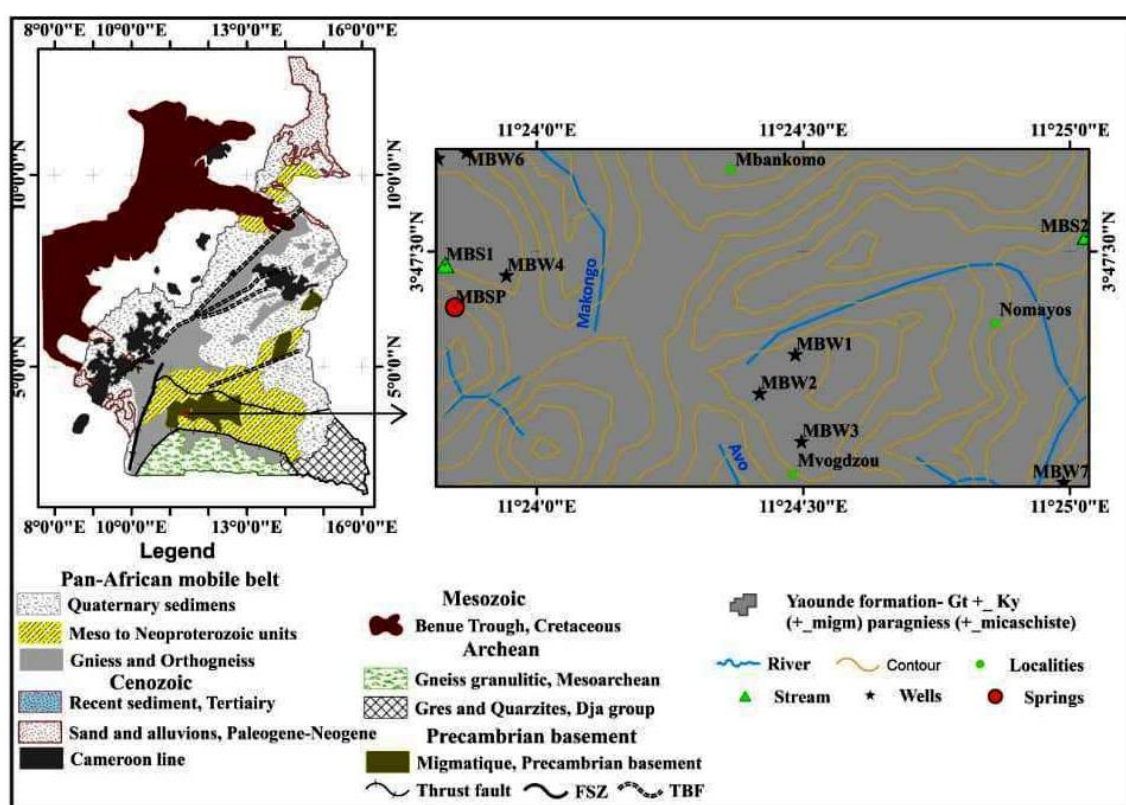 8°0'0"E 10°0'0"E 13°0'0"E 16°0'0"E
10°0'0"N
5°0'0"N
10°0'0"N
5°0'0"N
8°0'0"E 10°0'0"E 13°0'0"E 16°0'0"E
11°24'0"E 11°24'30"E 11°25'0"E
MBW6
Mbankomo
MBS2
MBS1
MBW4
MBSP
Makongo
Nomayos
MBW1
MBW2
MBW3
Avo
Mvogdzou
MBW7
3°47'30"N
3°47'30"N
11°24'0"E 11°24'30"E 11°25'0"E
Legend
Pan-African mobile belt
Quaternary sedimens
Meso to Neoproterozoic units
Gniess and Orthogneiss
Cenozoic
Recent sediment, Tertiairy
Sand and alluvions, Paleogene-Neogene
Cameroon line
Mesozoic
Benue Trough, Cretaceous
Archean
Gneiss granulitic, Mesoarchean
Gres and Quarzites, Dja group
Precambrian basement
Migmatique, Precambrian basement
Thrust fault FSZ TBF
Yaounde formation- Gt +_ Ky
(+_migm) paragniess (+_micaschiste)
River Contour Localities
Stream Wells Springs